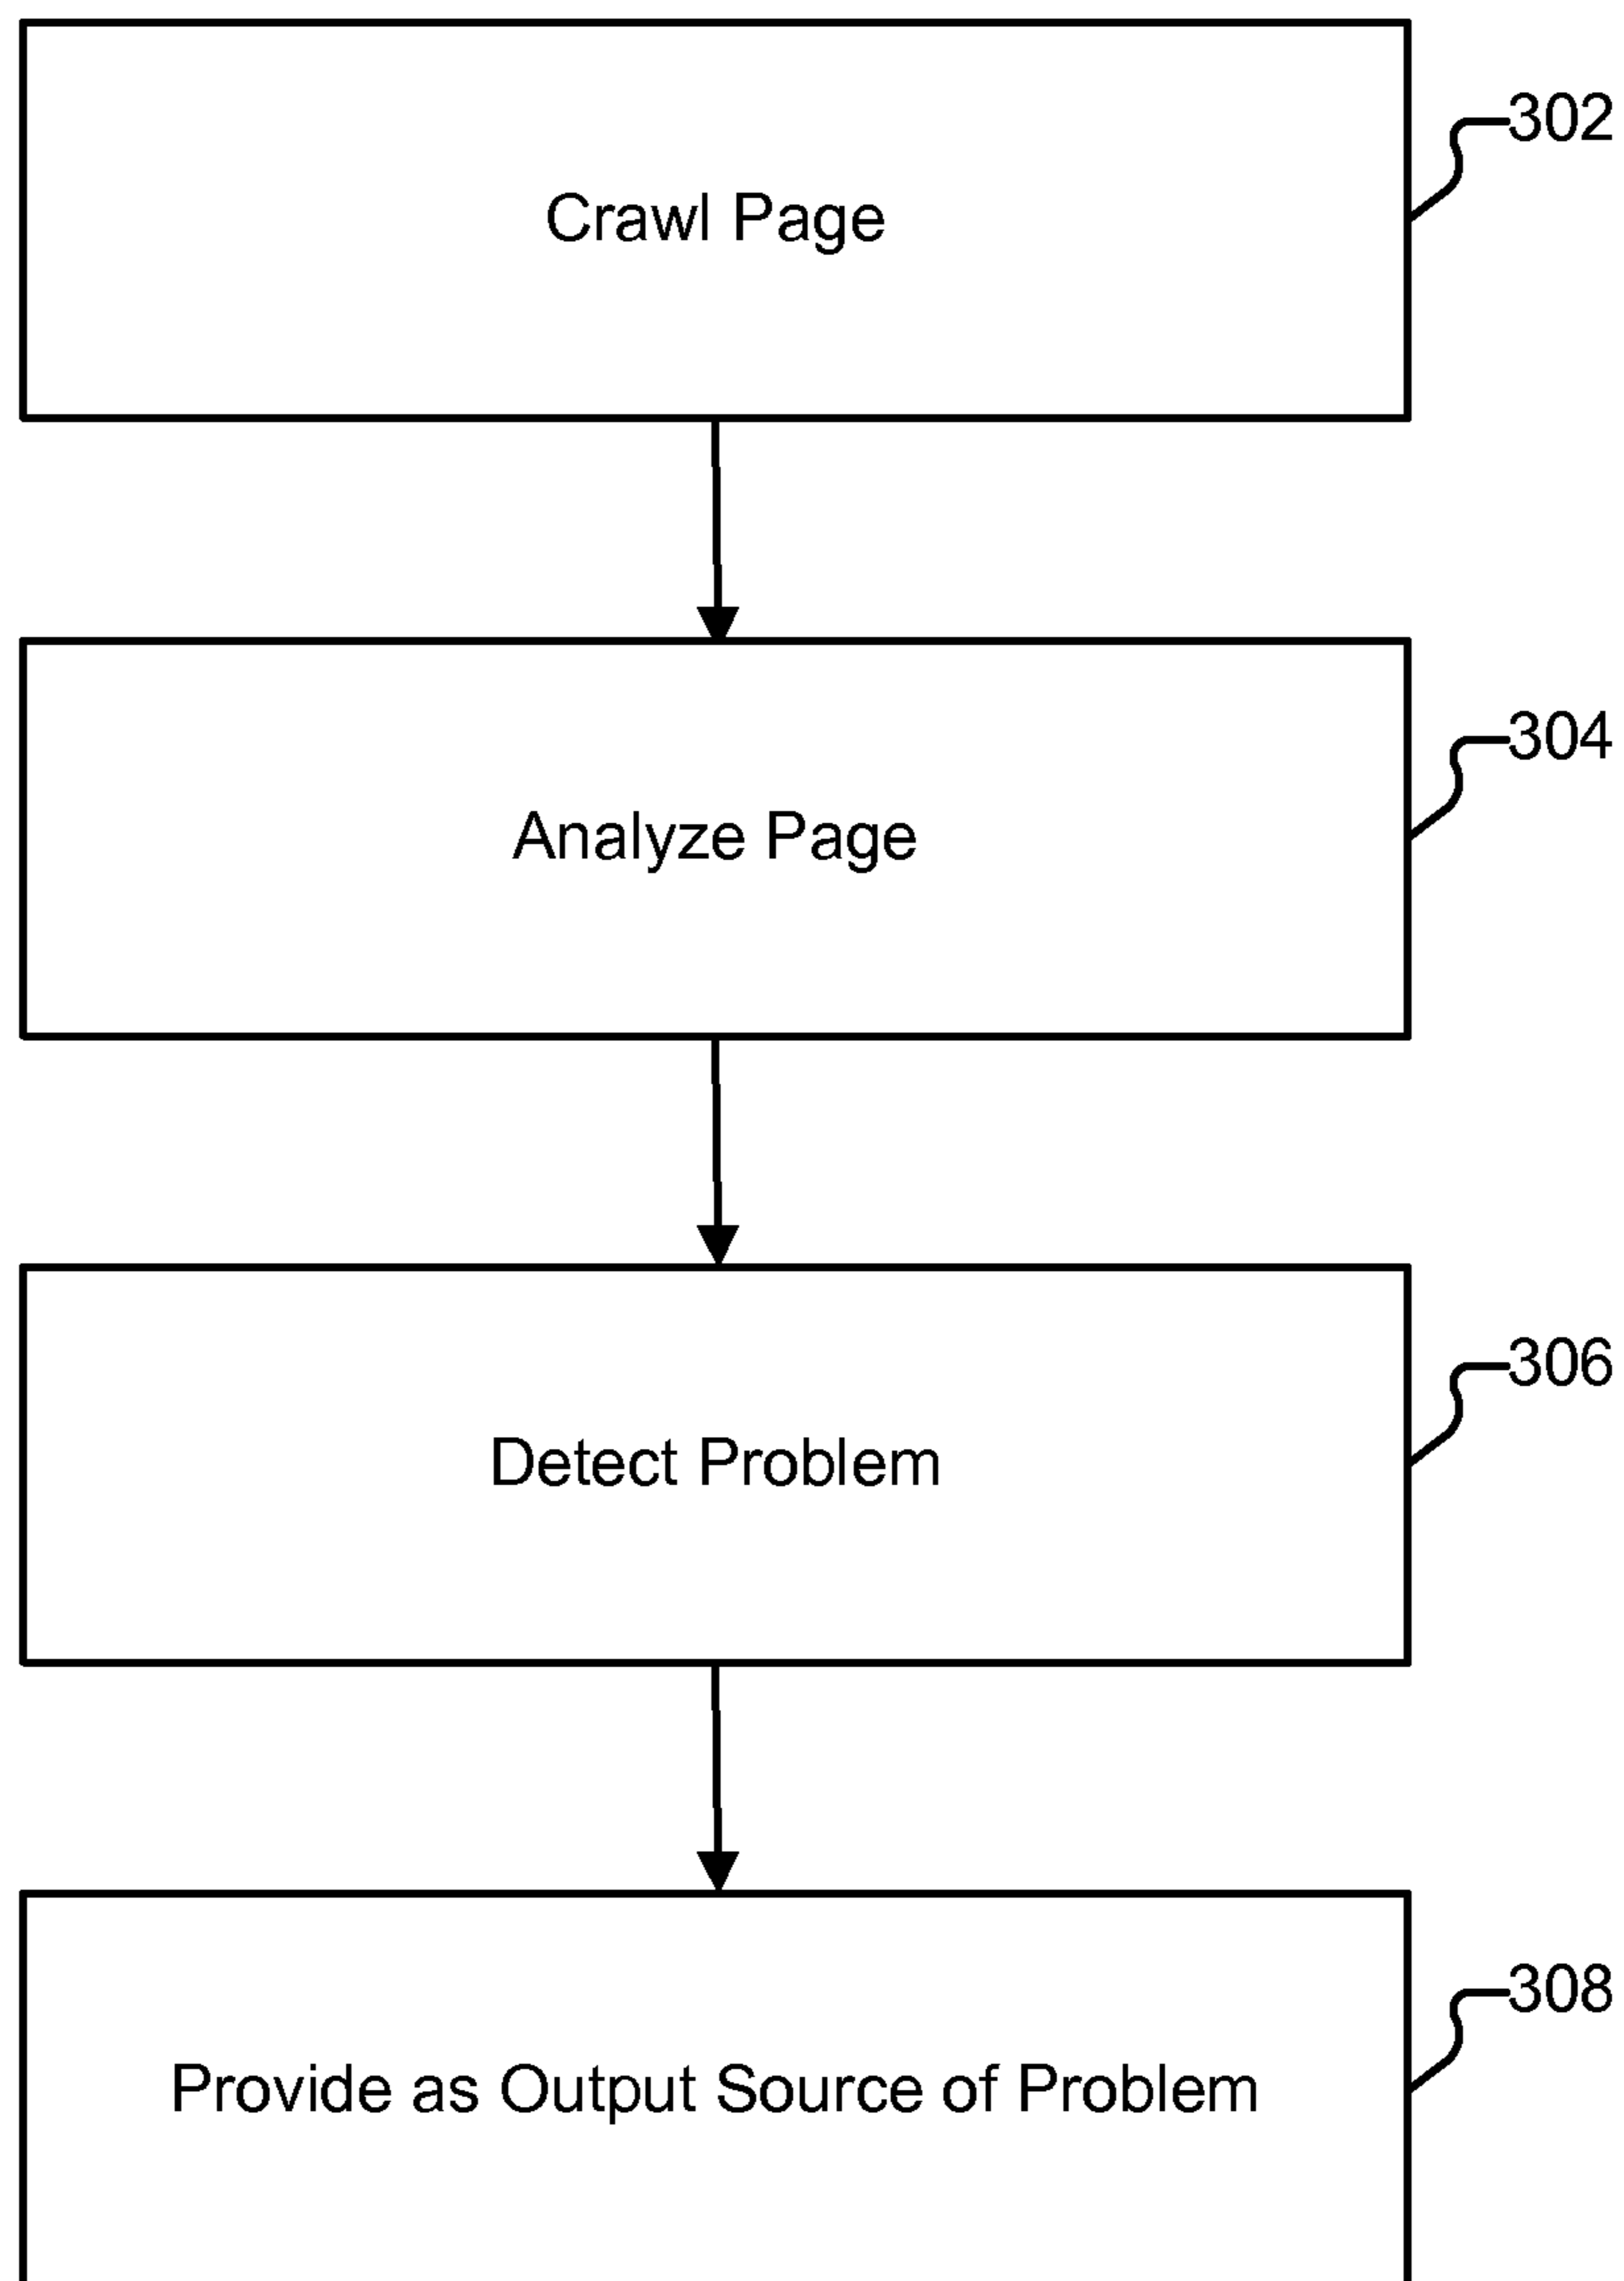 Crawl Page
302
Analyze Page
304
Detect Problem
306
Provide as Output Source of Problem
308